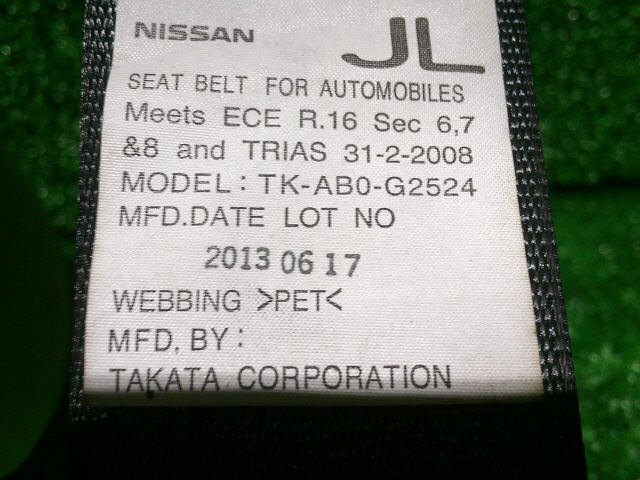 NISSAN JL
SEAT BELT FOR AUTOMOBILES
Meets ECE R.16 Sec 6,7
&8 and TRIAS 31-2-2008
MODEL: TK-AB0-G2524
MFD.DATE LOT NO
2013 06 17
WEBBING >PET<
MFD, BY:
TAKATA CORPORATION